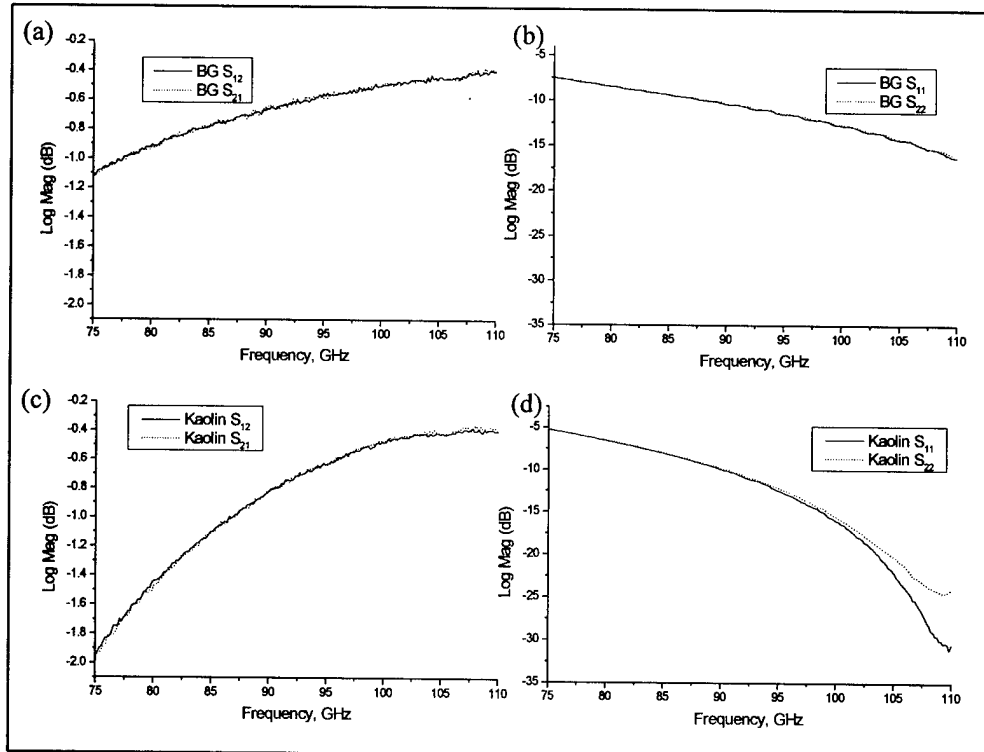 (a)
-0.2
-0.4
-0.6
-0.8
-1.0
-1.2
-1.4
-1.6
-1.8
-2.0
Log Mag (dB)
BG S12
BG S21
75 80 85 90 95 100 105 110
Frequency, GHz
(b)
-5
-10
-15
-20
-25
-30
-35
Log Mag (dB)
BG S11
BG S22
75 80 85 90 95 100 105 110
Frequency, GHz
(c)
-0.2
-0.4
-0.6
-0.8
-1.0
-1.2
-1.4
-1.6
-1.8
-2.0
Log Mag (dB)
Kaolin S12
Kaolin S21
75 80 85 90 95 100 105 110
Frequency, GHz
(d)
-5
-10
-15
-20
-25
-30
-35
Log Mag (dB)
Kaolin S11
Kaolin S22
75 80 85 90 95 100 105 110
Frequency, GHz